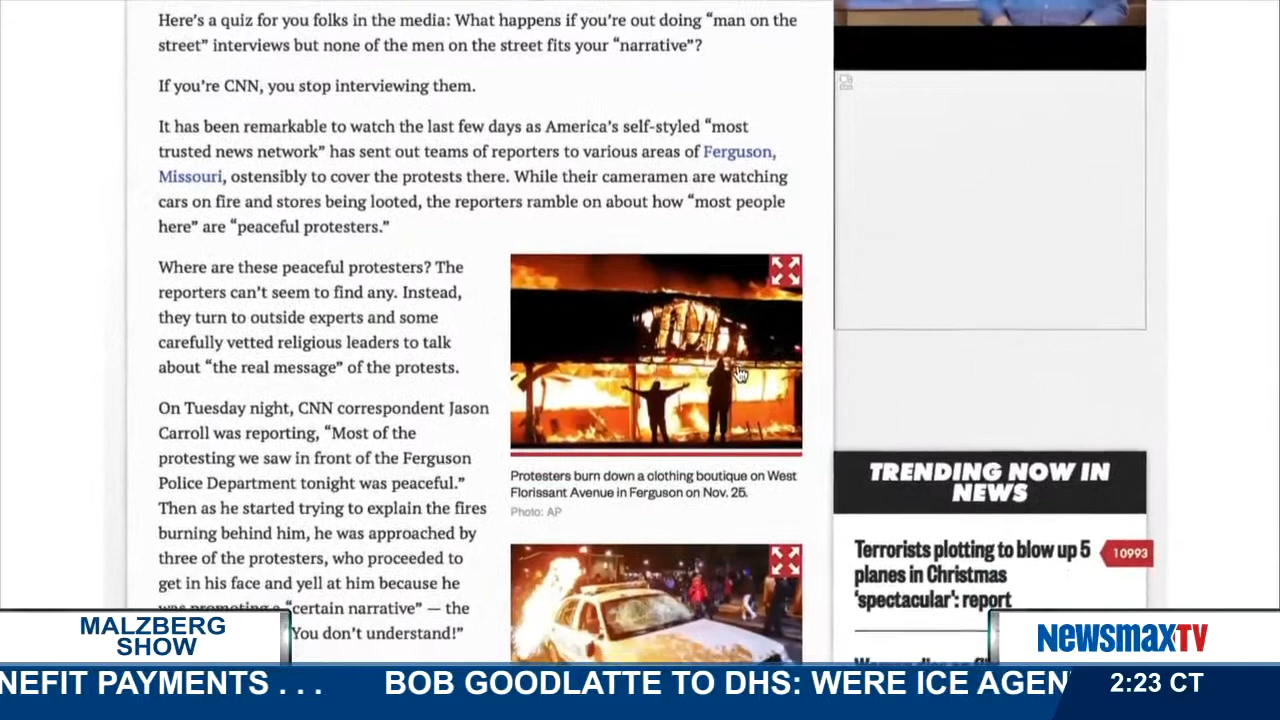 Here’s a quiz for you folks in the media: What happens if you’re out doing “man on the
street” interviews but none of the men on the street fits your “narrative”?
If you’re CNN, you stop interviewing them.
It has been remarkable to watch the last few days as America’s self-styled “most
trusted news network” has sent out teams of reporters to various areas of Ferguson,
Missouri, ostensibly to cover the protests there. While their cameramen are watching
cars on fire and stores being looted, the reporters ramble on about how “most people
here” are “peaceful protesters.”
Where are these peaceful protesters? The
reporters can’t seem to find any. Instead,
they turn to outside experts and some
carefully vetted religious leaders to talk
about “the real message” of the protests.
On Tuesday night, CNN correspondent Jason
Carroll was reporting, “Most of the
protesting we saw in front of the Ferguson
Police Department tonight was peaceful.”
Then as he started trying to explain the fires
burning behind him, he was approached by
three of the protesters, who proceeded to
get in his face and yell at him because he
was promoting a “certain narrative” — the
You don’t understand!”
Protesters burn down a clothing boutique on West
Florissant Avenue in Ferguson on Nov. 25.
Photo: AP
TRENDING NOW IN
NEWS
Terrorists plotting to blow up 5
planes in Christmas
‘spectacular’: report
10993
MALZBERG
SHOW
NEWSMAXTV
NEFIT PAYMENTS . . . BOB GOODLATTE TO DHS: WERE ICE AGEN
2:23 CT